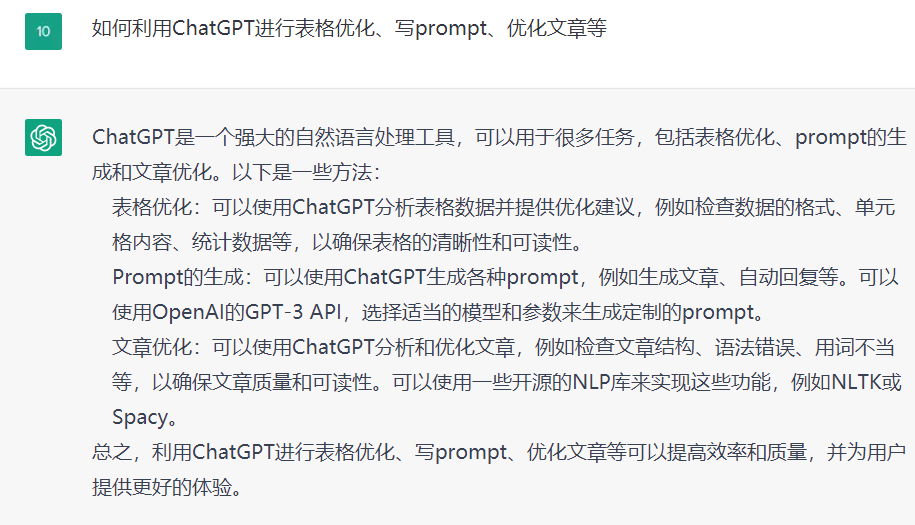 10
如何利用ChatGPT进行表格优化、写prompt、优化文章等
ChatGPT是一个强大的自然语言处理工具，可以用于很多任务，包括表格优化、prompt的生
成和文章优化。以下是一些方法：
表格优化：可以使用ChatGPT分析表格数据并提供优化建议，例如检查数据的格式、单元
格内容、统计数据等，以确保表格的清晰性和可读性。
Prompt的生成：可以使用ChatGPT生成各种prompt，例如生成文章、自动回复等。可以
使用OpenAI的GPT-3 API，选择适当的模型和参数来生成定制的prompt。
文章优化：可以使用ChatGPT分析和优化文章，例如检查文章结构、语法错误、用词不当
等，以确保文章质量和可读性。可以使用一些开源的NLP库来实现这些功能，例如NLTK或
Spacy。
总之，利用ChatGPT进行表格优化、写prompt、优化文章等可以提高效率和质量，并为用户
提供更好的体验。